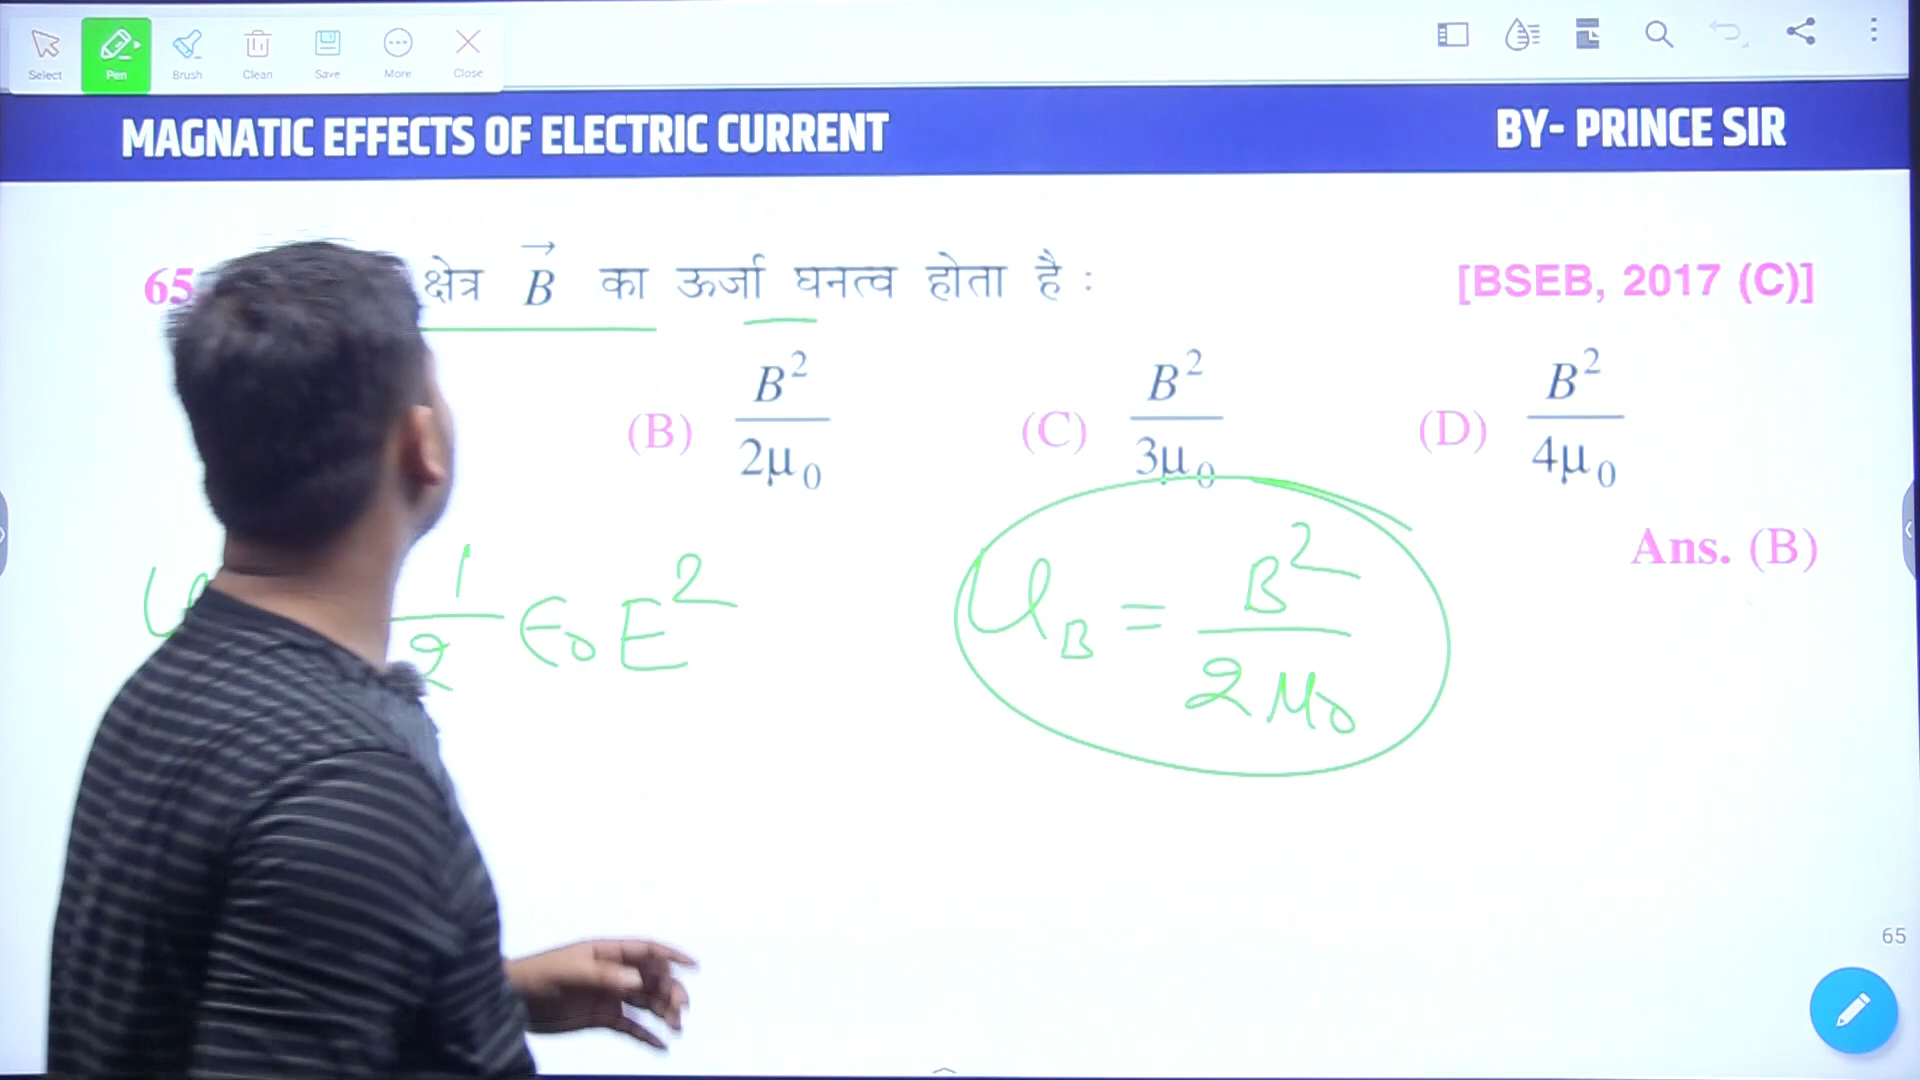 Select Pen Brush Clean Save More Close
MAGNATIC EFFECTS OF ELECTRIC CURRENT BY- PRINCE SIR
65 क्षेत्र \vec{B} का ऊर्जा घनत्व होता है : [BSEB, 2017 (C)]
(B) B²/2μ₀ (C) B²/3μ₀ (D) B²/4μ₀
Ans. (B)
1/2 ε₀E² U_B = B²/2μ₀
65